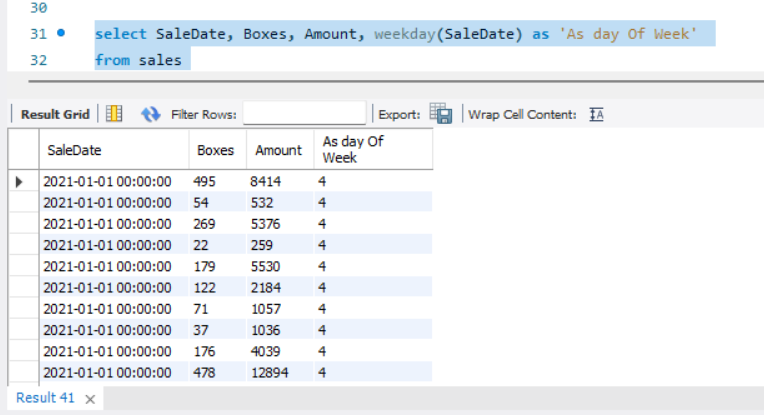 30
31 select SaleDate, Boxes, Amount, weekday(SaleDate) as 'As day Of Week'
32 from sales
Result Grid Filter Rows: Export: Wrap Cell Content: IA
SaleDate Boxes Amount As day Of
Week
2021-01-01 00:00:00 495 8414 4
2021-01-01 00:00:00 54 532 4
2021-01-01 00:00:00 269 5376 4
2021-01-01 00:00:00 22 259 4
2021-01-01 00:00:00 179 5530 4
2021-01-01 00:00:00 122 2184 4
2021-01-01 00:00:00 71 1057 4
2021-01-01 00:00:00 37 1036 4
2021-01-01 00:00:00 176 4039 4
2021-01-01 00:00:00 478 12894 4
Result 41 ×